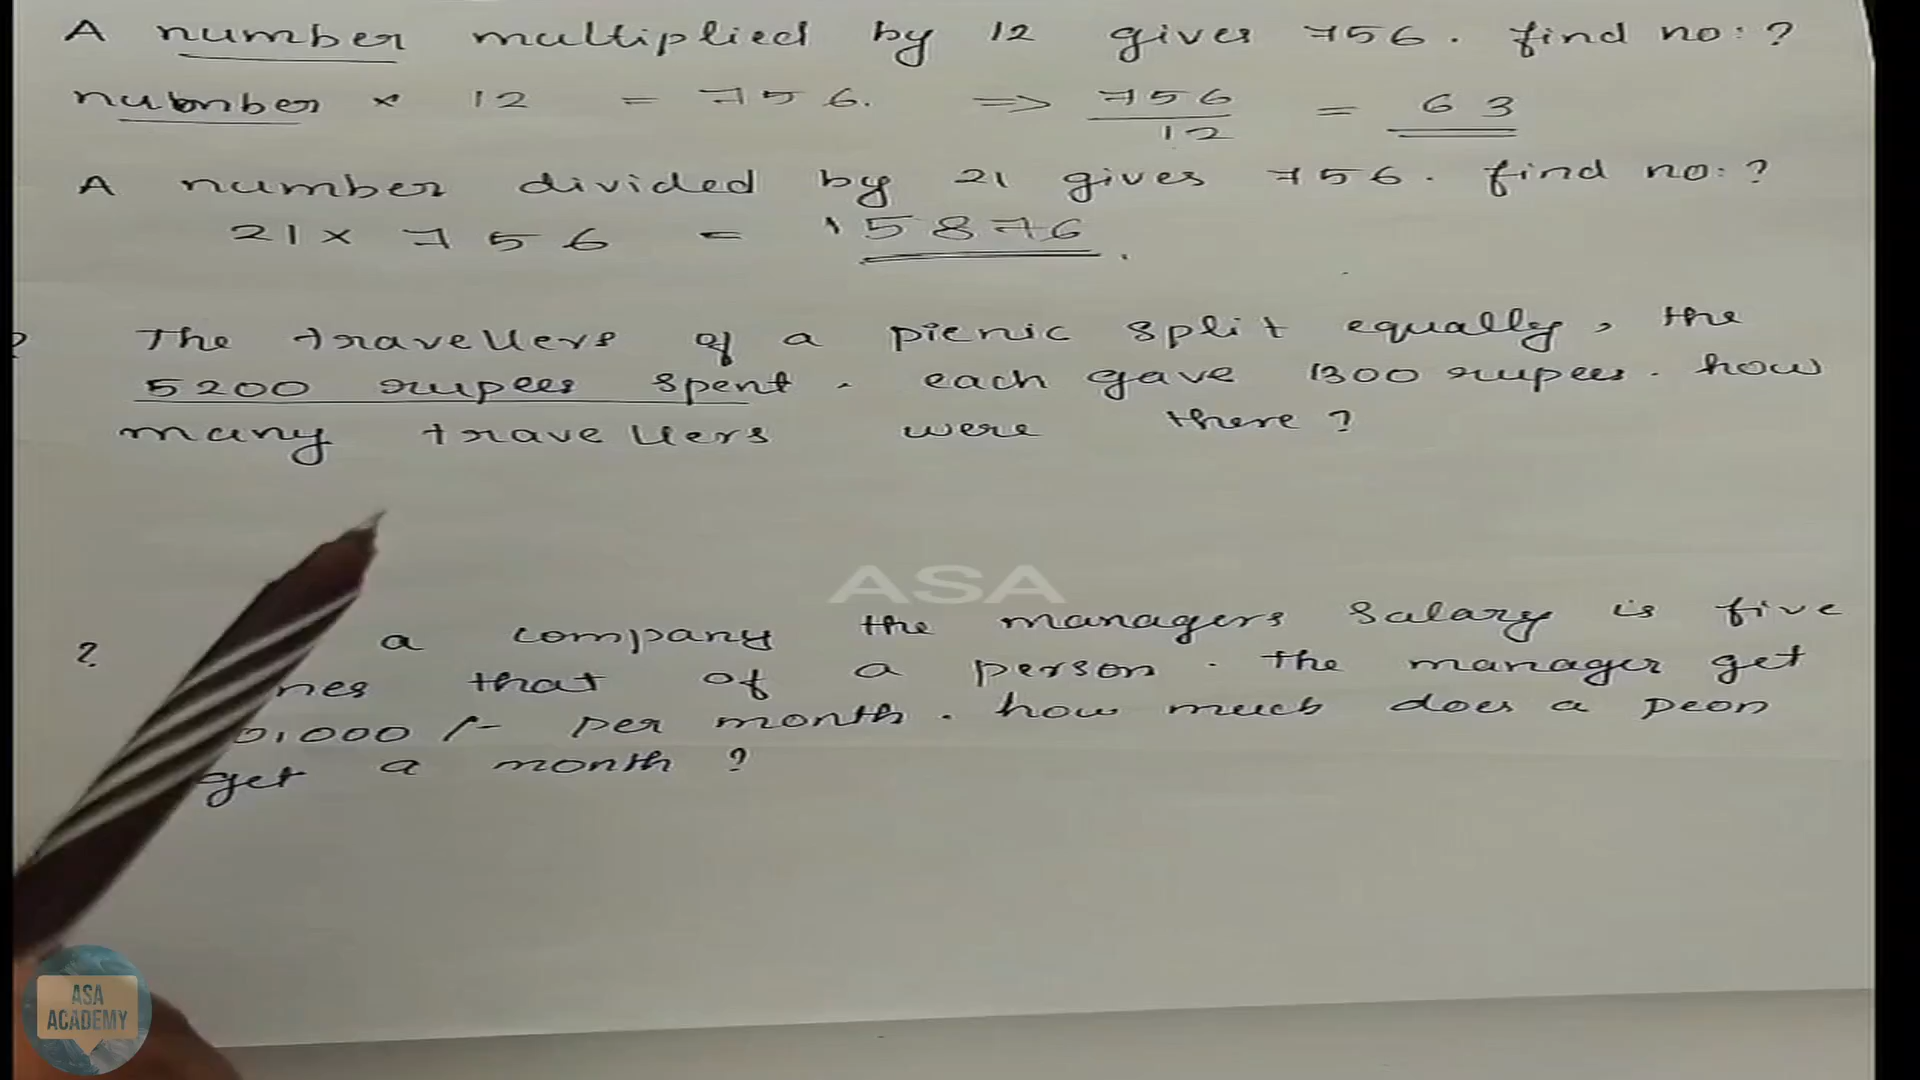 A number multiplied by 12 gives 756. find no:?
number × 12 = 756. => 756/12 = 63
A number divided by 21 gives 756. find no:?
21 × 756 = 15876.
? The travellers of a picnic split equally, the
5200 rupees spent. each gave 1300 rupees. how
many travellers were there?
ASA
? a company the managers salary is five
that of a person. the manager get
/- per month. how much does a peon
get a month?
ASA
ACADEMY